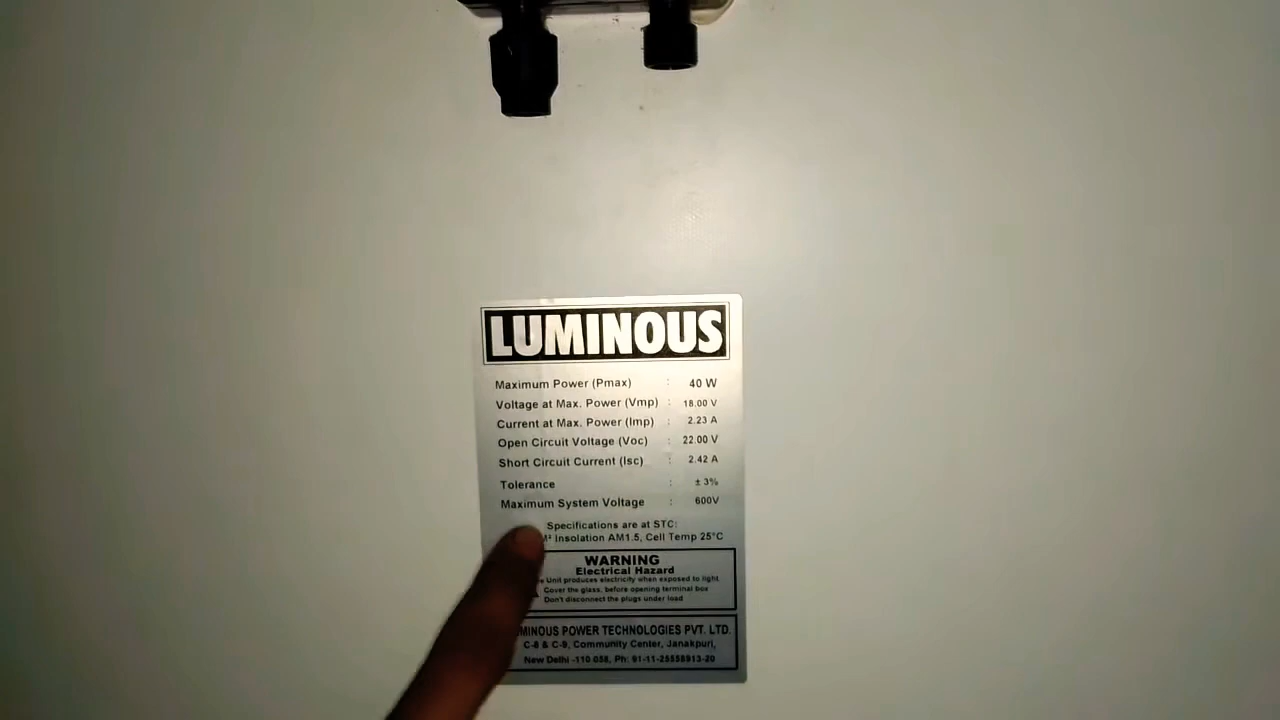 LUMINOUS
Maximum Power (Pmax) : 40 W
Voltage at Max. Power (Vmp) : 18.00 V
Current at Max. Power (Imp) : 2.23 A
Open Circuit Voltage (Voc) : 22.00 V
Short Circuit Current (Isc) : 2.42 A
Tolerance : ± 3%
Maximum System Voltage : 600V
Specifications are at STC:
M² Insolation AM1.5, Cell Temp 25°C
WARNING
Electrical Hazard
Unit produces electricity when exposed to light
Cover the glass, before opening terminal box
Don't disconnect the plugs under load
MINOUS POWER TECHNOLOGIES PVT. LTD.
C-8 & C-9, Community Center, Janakpuri,
New Delhi -110 058, Ph: 91-11-25558913-20